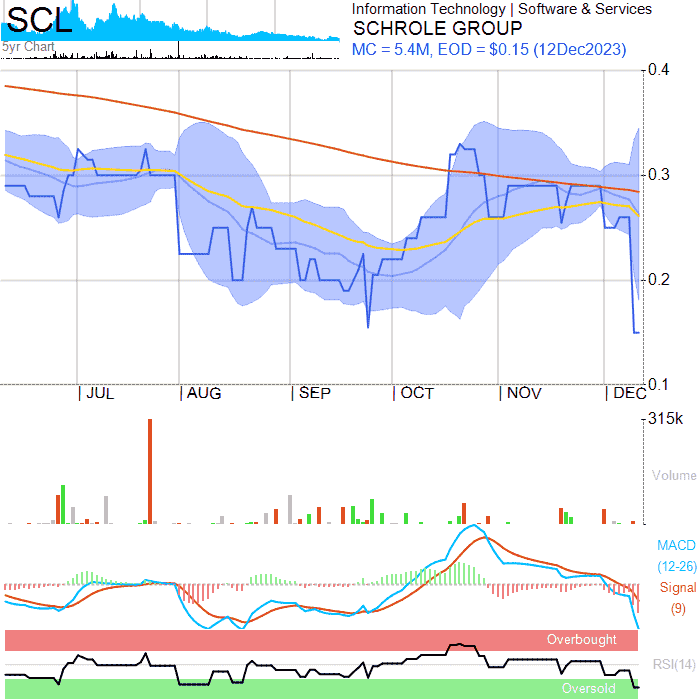 SCL
5yr Chart
Information Technology | Software & Services
SCHROLE GROUP
MC = 5.4M, EOD = $0.15 (12Dec2023)
0.4
0.3
0.2
0.1
| JUL | AUG | SEP | OCT | NOV | DEC
315k
Volume
MACD
(12-26)
Signal
(9)
Overbought
RSI(14)
Oversold